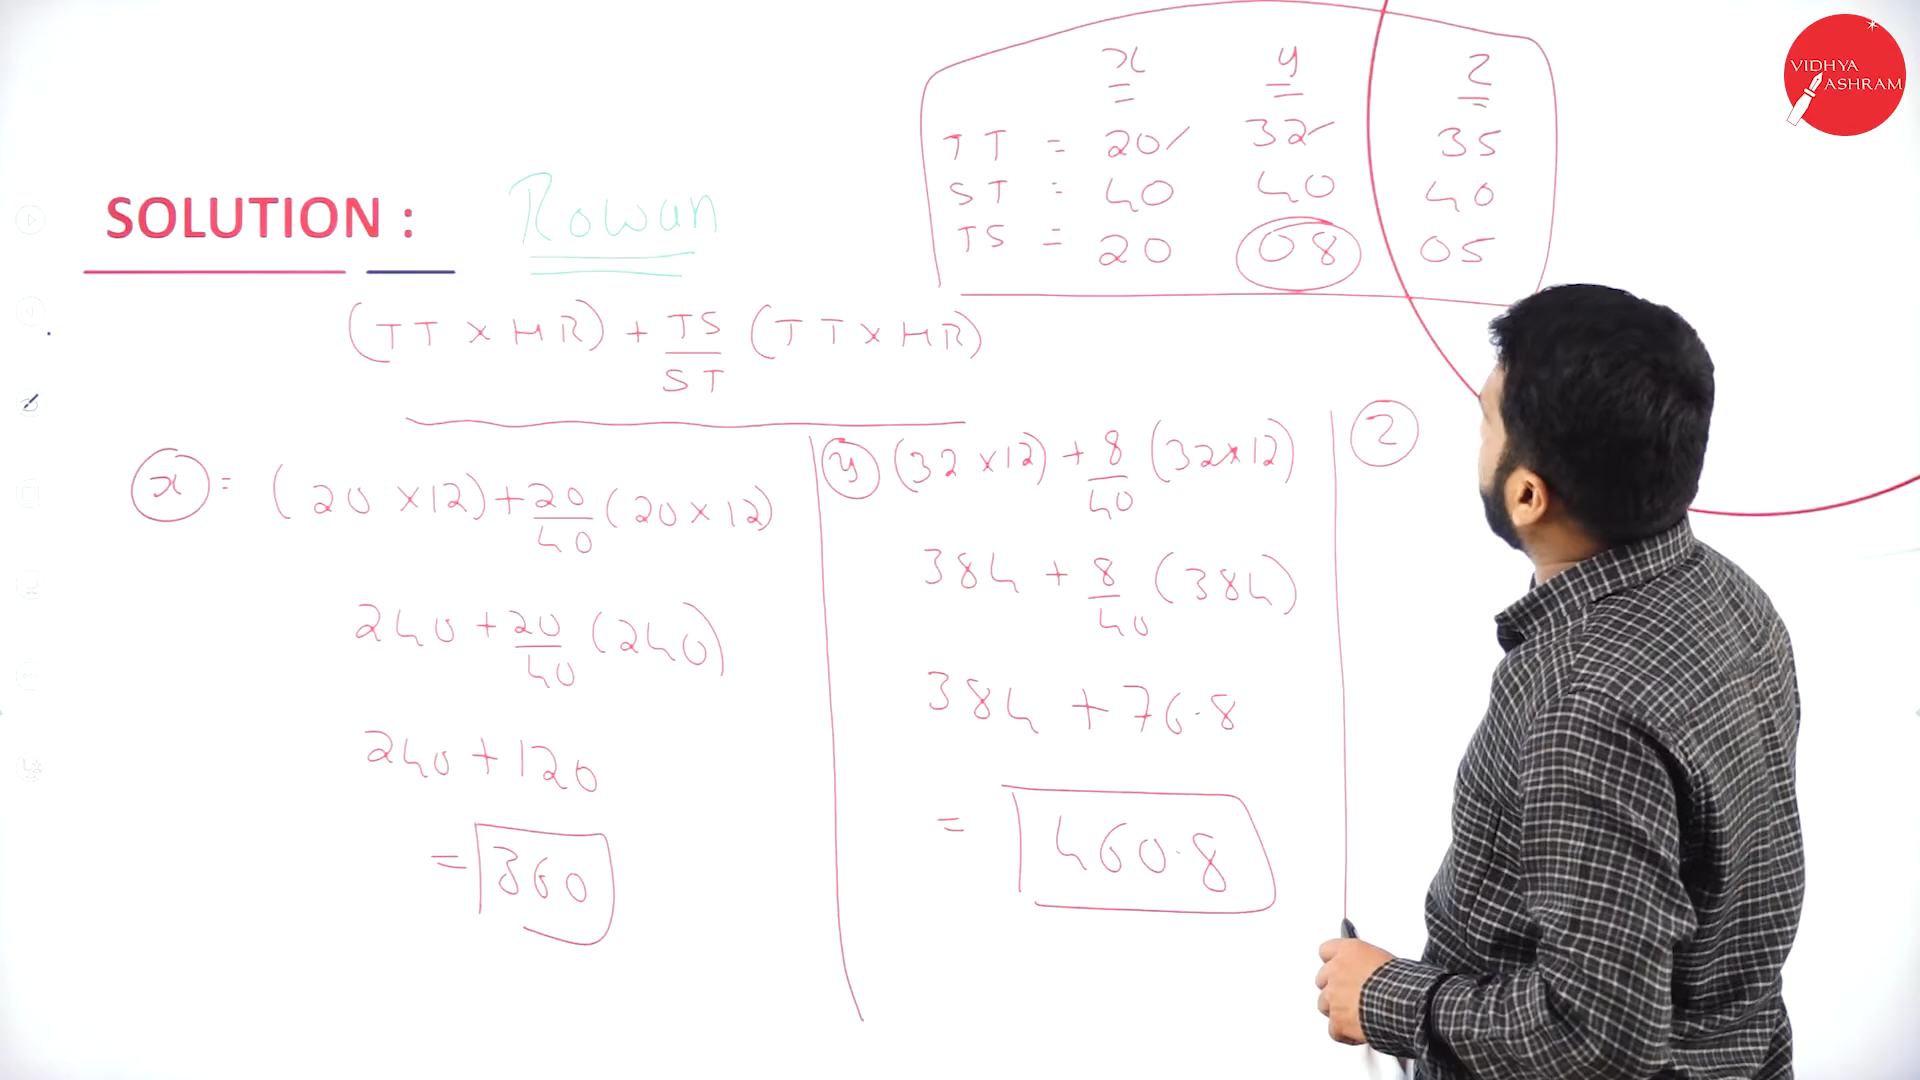 VIDHYA
ASHRAM
x y z
TT = 20 32 35
ST = 40 40 40
TS = 20 08 05
SOLUTION : Rowan
(TT x HR) + TS/ST (TT x HR)
x = (20 x 12) + 20/40 (20 x 12)
240 + 20/40 (240)
240 + 120
= 360
y (32 x 12) + 8/40 (32 x 12)
384 + 8/40 (384)
384 + 76.8
= 460.8
z